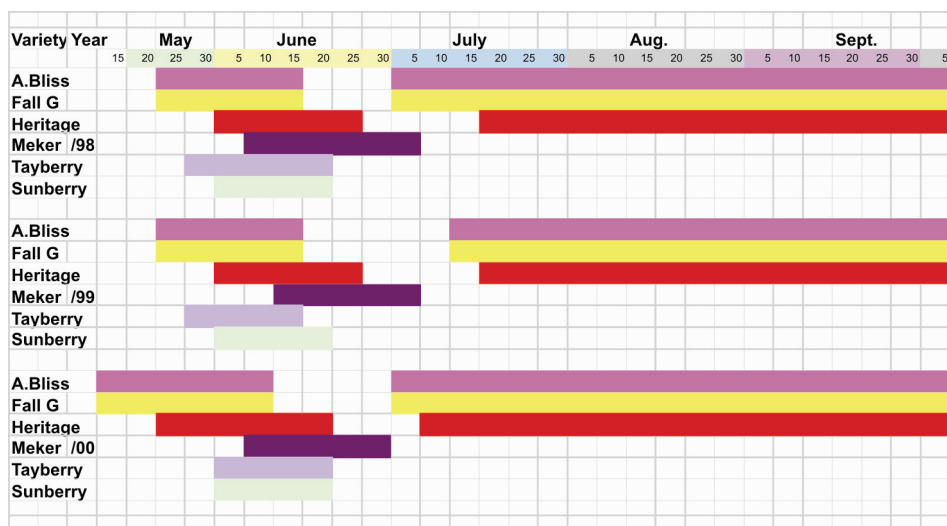 Variety Year May June July Aug. Sept.
15 20 25 30 5 10 15 20 25 30 5 10 15 20 25 30 5 10 15 20 25 30 5 10 15 20 25 30 5
A.Bliss
Fall G
Heritage
Meker /98
Tayberry
Sunberry
A.Bliss
Fall G
Heritage
Meker /99
Tayberry
Sunberry
A.Bliss
Fall G
Heritage
Meker /00
Tayberry
Sunberry